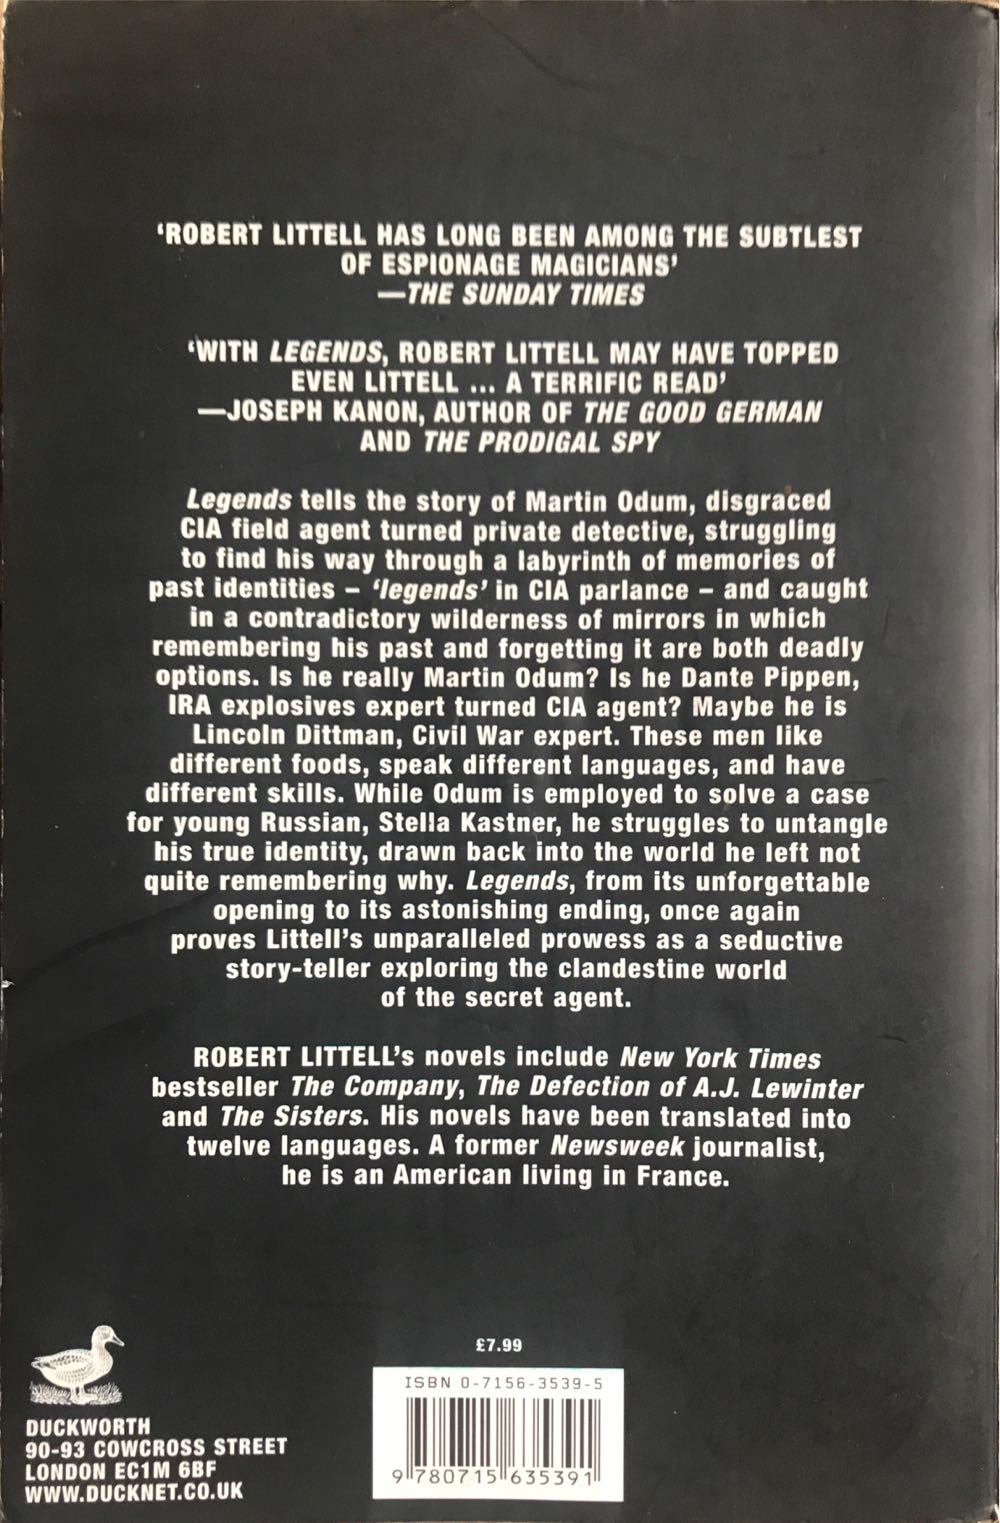 ‘ROBERT LITTELL HAS LONG BEEN AMONG THE SUBTLEST
OF ESPIONAGE MAGICIANS’
—THE SUNDAY TIMES
‘WITH LEGENDS, ROBERT LITTELL MAY HAVE TOPPED
EVEN LITTELL ... A TERRIFIC READ’
—JOSEPH KANON, AUTHOR OF THE GOOD GERMAN
AND THE PRODIGAL SPY
Legends tells the story of Martin Odum, disgraced
CIA field agent turned private detective, struggling
to find his way through a labyrinth of memories of
past identities – ‘legends’ in CIA parlance – and caught
in a contradictory wilderness of mirrors in which
remembering his past and forgetting it are both deadly
options. Is he really Martin Odum? Is he Dante Pippen,
IRA explosives expert turned CIA agent? Maybe he is
Lincoln Dittman, Civil War expert. These men like
different foods, speak different languages, and have
different skills. While Odum is employed to solve a case
for young Russian, Stella Kastner, he struggles to untangle
his true identity, drawn back into the world he left not
quite remembering why. Legends, from its unforgettable
opening to its astonishing ending, once again
proves Littell’s unparalleled prowess as a seductive
story-teller exploring the clandestine world
of the secret agent.
ROBERT LITTELL’s novels include New York Times
bestseller The Company, The Defection of A.J. Lewinter
and The Sisters. His novels have been translated into
twelve languages. A former Newsweek journalist,
he is an American living in France.
£7.99
ISBN 0-7156-3539-5
9 780715 635391
DUCKWORTH
90-93 COWCROSS STREET
LONDON EC1M 6BF
WWW.DUCKNET.CO.UK